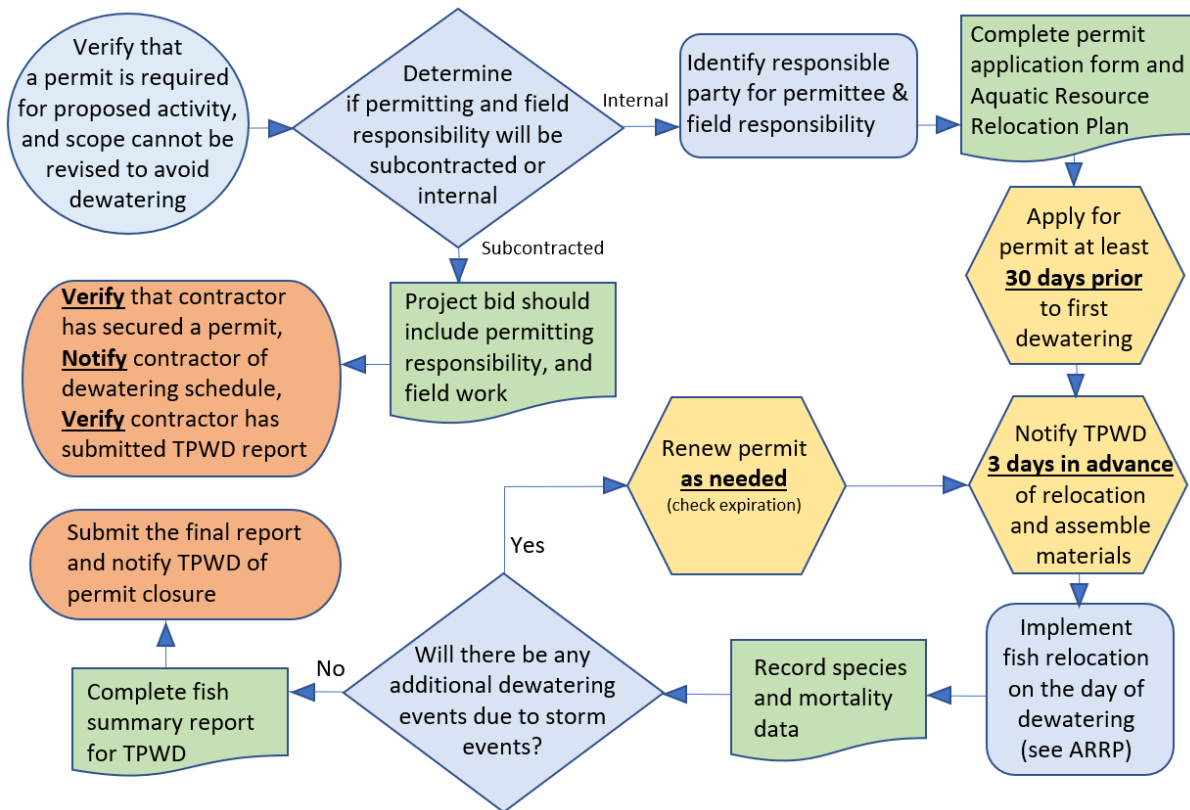 Verify that
a permit is required
for proposed activity,
and scope cannot be
revised to avoid
dewatering
Determine
if permitting and field
responsibility will be
subcontracted or
internal
Internal
Identify responsible
party for permittee &
field responsibility
Complete permit
application form and
Aquatic Resource
Relocation Plan
Subcontracted
Project bid should
include permitting
responsibility, and
field work
Verify that contractor
has secured a permit,
Notify contractor of
dewatering schedule,
Verify contractor has
submitted TPWD report
Apply for
permit at least
30 days prior
to first
dewatering
Notify TPWD
3 days in advance
of relocation
and assemble
materials
Implement
fish relocation
on the day of
dewatering
(see ARRP)
Record species
and mortality
data
Will there be any
additional dewatering
events due to storm
events?
Yes
Renew permit
as needed
(check expiration)
No
Complete fish
summary report
for TPWD
Submit the final report
and notify TPWD of
permit closure